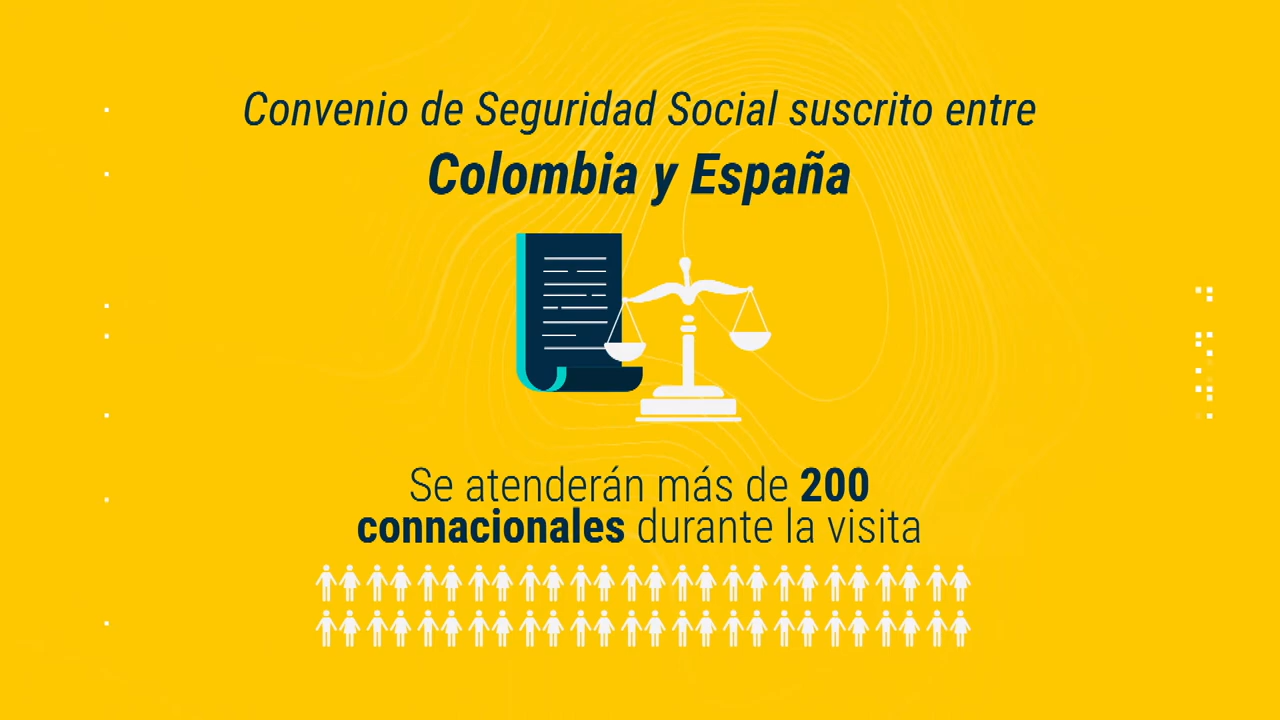 Convenio de Seguridad Social suscrito entre
Colombia y España
Se atenderán más de 200
connacionales durante la visita